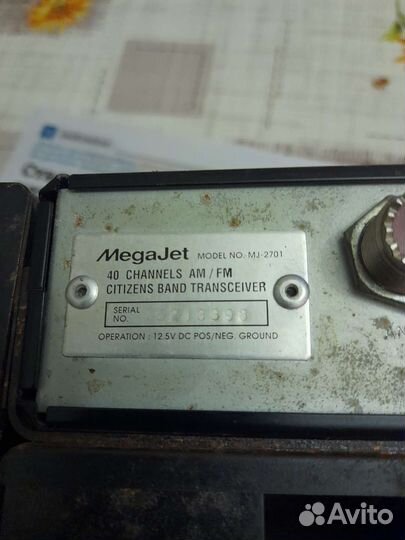 MegaJet MODEL NO. MJ-2701
40 CHANNELS AM/FM
CITIZENS BAND TRANSCEIVER
SERIAL
NO.
OPERATION : 12.5V DC POS/NEG. GROUND
Avito